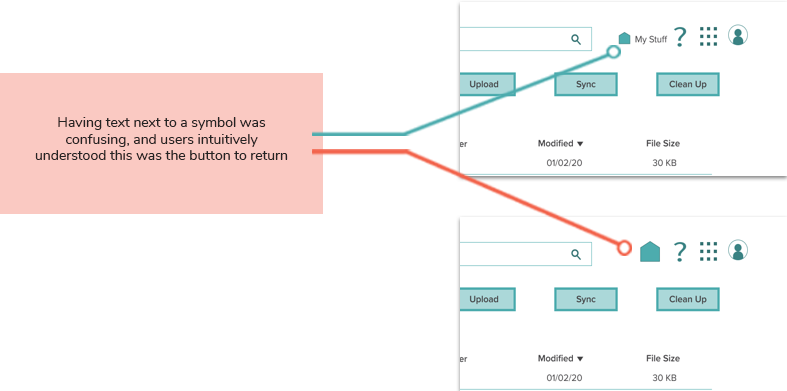 Having text next to a symbol was
confusing, and users intuitively
understood this was the button to return
My Stuff ?
Upload Sync Clean Up
er Modified ▼ File Size
01/02/20 30 KB
?
Upload Sync Clean Up
er Modified ▼ File Size
01/02/20 30 KB